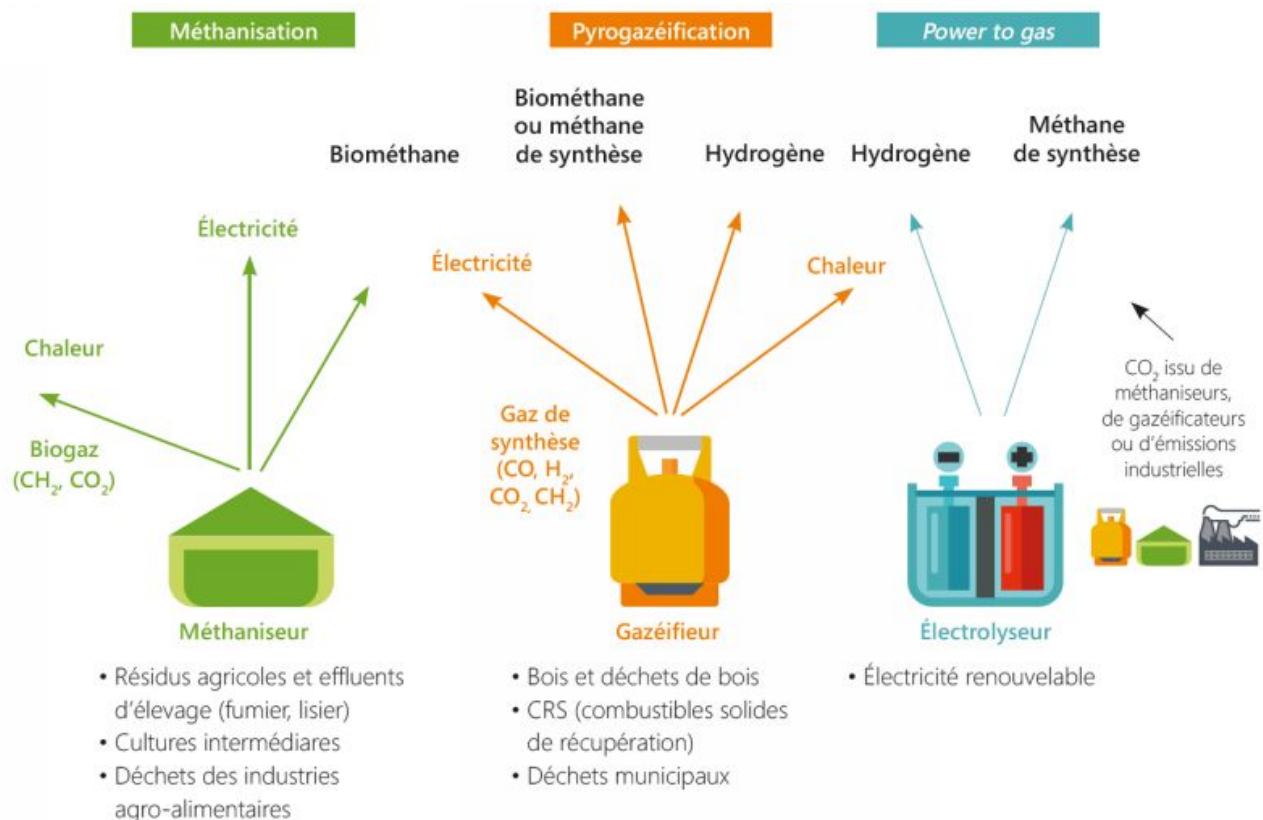 Méthanisation
Chaleur
Électricité
Biométhane
Biogaz
(CH₂, CO₂)
Méthaniseur
• Résidus agricoles et effluents
d'élevage (fumier, lisier)
• Cultures intermédiares
• Déchets des industries
agro-alimentaires
Pyrogazéification
Électricité
Biométhane
ou méthane
de synthèse
Hydrogène
Chaleur
Gaz de
synthèse
(CO, H₂,
CO₂, CH₂)
Gazéifieur
• Bois et déchets de bois
• CRS (combustibles solides
de récupération)
• Déchets municipaux
Power to gas
Hydrogène
Méthane
de synthèse
CO₂ issu de
méthaniseurs,
de gazéificateurs
ou d'émissions
industrielles
Électrolyseur
• Électricité renouvelable